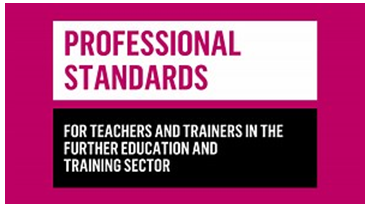 PROFESSIONAL
STANDARDS
FOR TEACHERS AND TRAINERS IN THE
FURTHER EDUCATION AND
TRAINING SECTOR